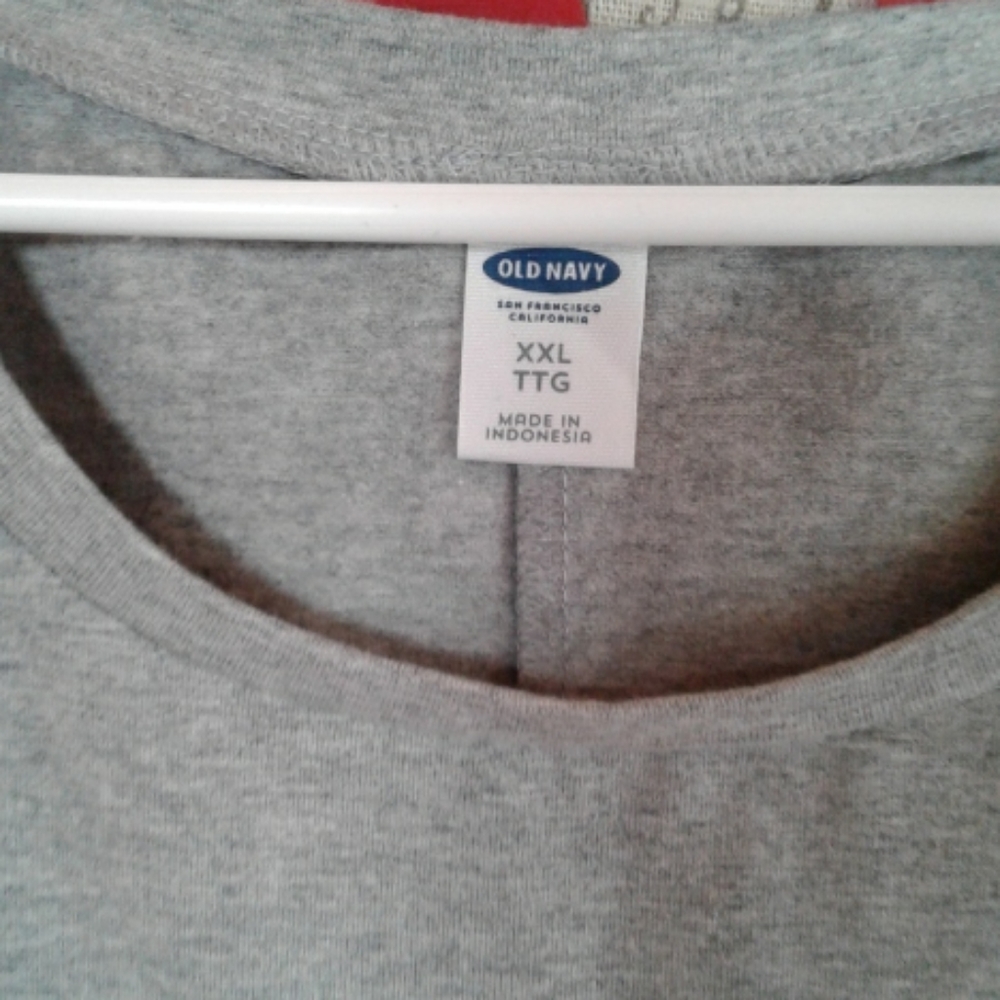 OLD NAVY
SAN FRANCISCO
CALIFORNIA
XXL
TTG
MADE IN
INDONESIA